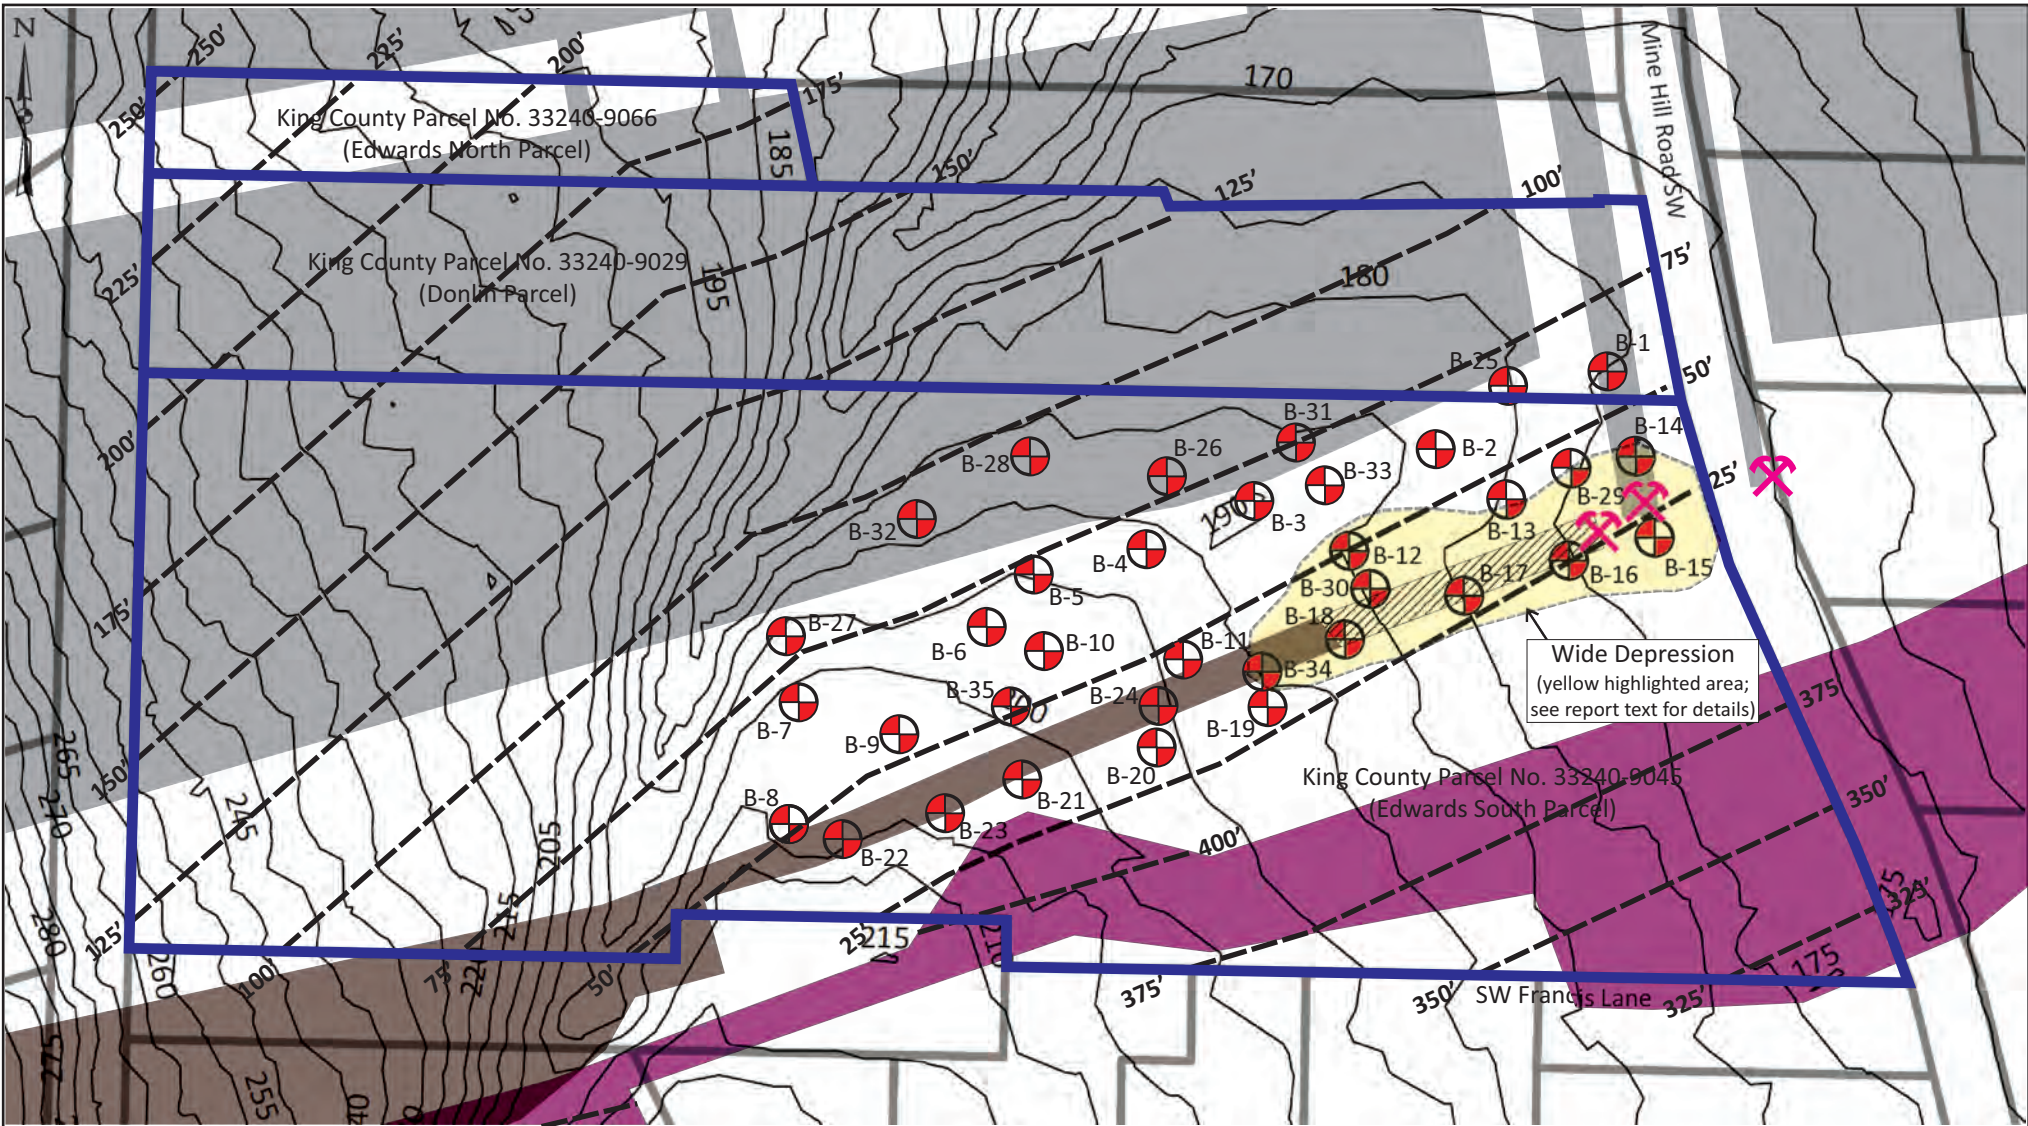 N
250'
225'
200'
175'
170
Mine Hill Road SW
250'
King County Parcel No. 33240-9066
(Edwards North Parcel)
185
150'
125'
100'
King County Parcel No. 33240-9029
(Donlin Parcel)
225'
195
180
75'
B-1
B-25
50'
B-31
B-14
200'
B-28
B-26
B-2
B-33
25'
B-29
B-32
190
B-3
B-13
B-4
B-12
B-5
B-30
B-17
B-16
B-15
175'
B-27
B-18
B-6
B-10
B-11
Wide Depression
(yellow highlighted area;
see report text for details)
B-34
B-35
B-24
375'
B-7
B-9
B-19
265
150'
B-20
King County Parcel No. 33240-9045
(Edwards South Parcel)
350'
B-8
B-21
270
245
B-23
205
B-22
400'
325'
280
125'
215
25'
215
210
260
100'
75'
220
50'
375'
350'
SW Francis Lane
325'
175
275
255